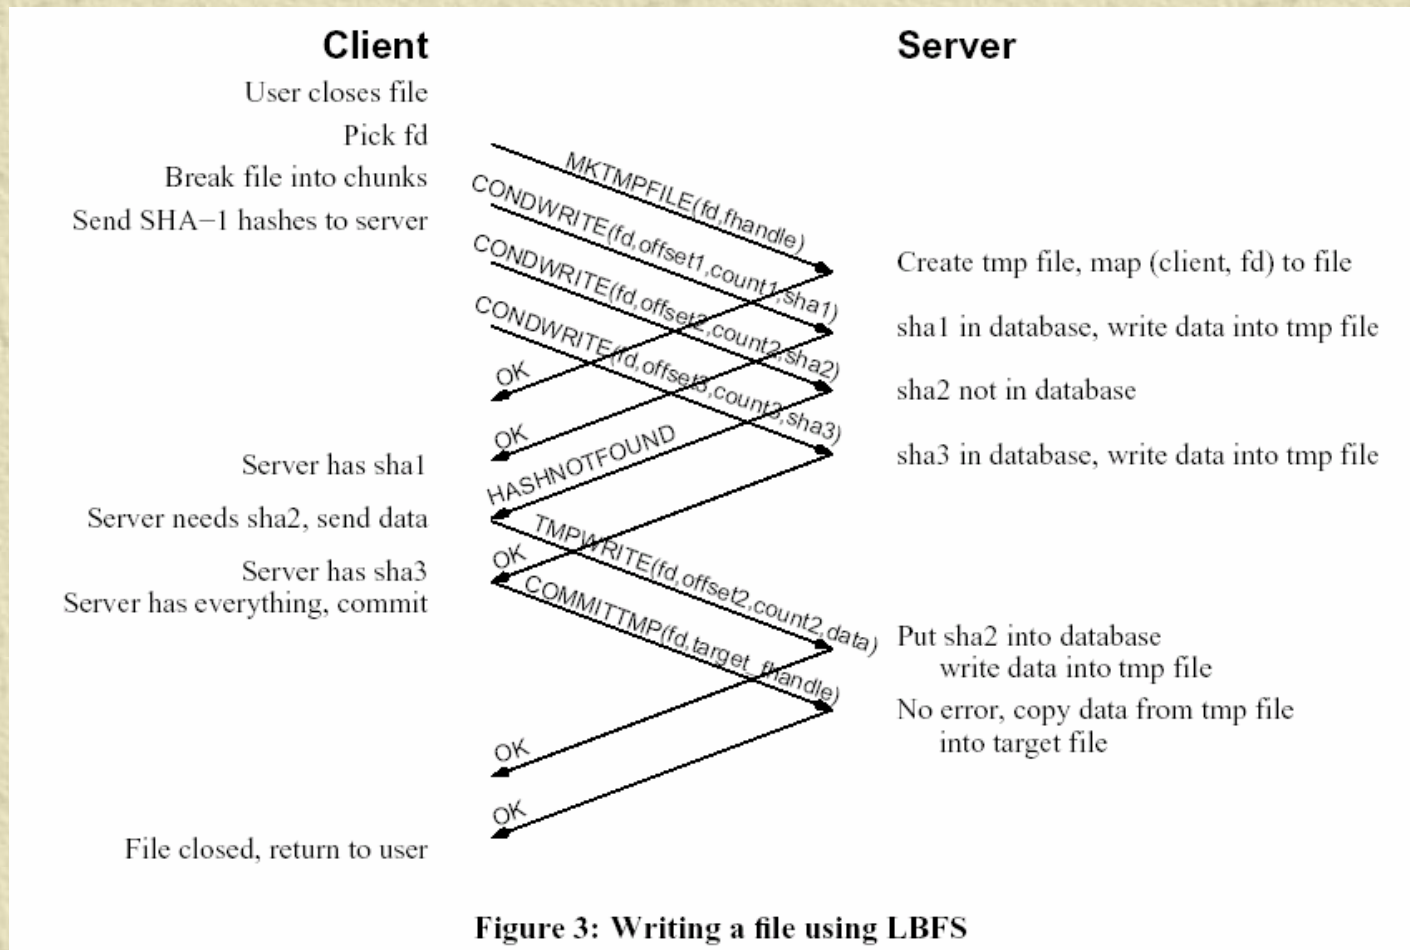 Client
Server
User closes file
Pick fd
Break file into chunks
Send SHA−1 hashes to server
MKTMPFILE(fd,fhandle)
CONDWRITE(fd,offset1,count1,sha1)
CONDWRITE(fd,offset2,count2,sha2)
CONDWRITE(fd,offset3,count3,sha3)
Create tmp file, map (client, fd) to file
sha1 in database, write data into tmp file
sha2 not in database
sha3 in database, write data into tmp file
OK
OK
HASHNOTFOUND
OK
Server has sha1
Server needs sha2, send data
Server has sha3
Server has everything, commit
TMPWRITE(fd,offset2,count2,data)
COMMITTMP(fd,target_fhandle)
Put sha2 into database
write data into tmp file
No error, copy data from tmp file
into target file
OK
OK
File closed, return to user
Figure 3: Writing a file using LBFS